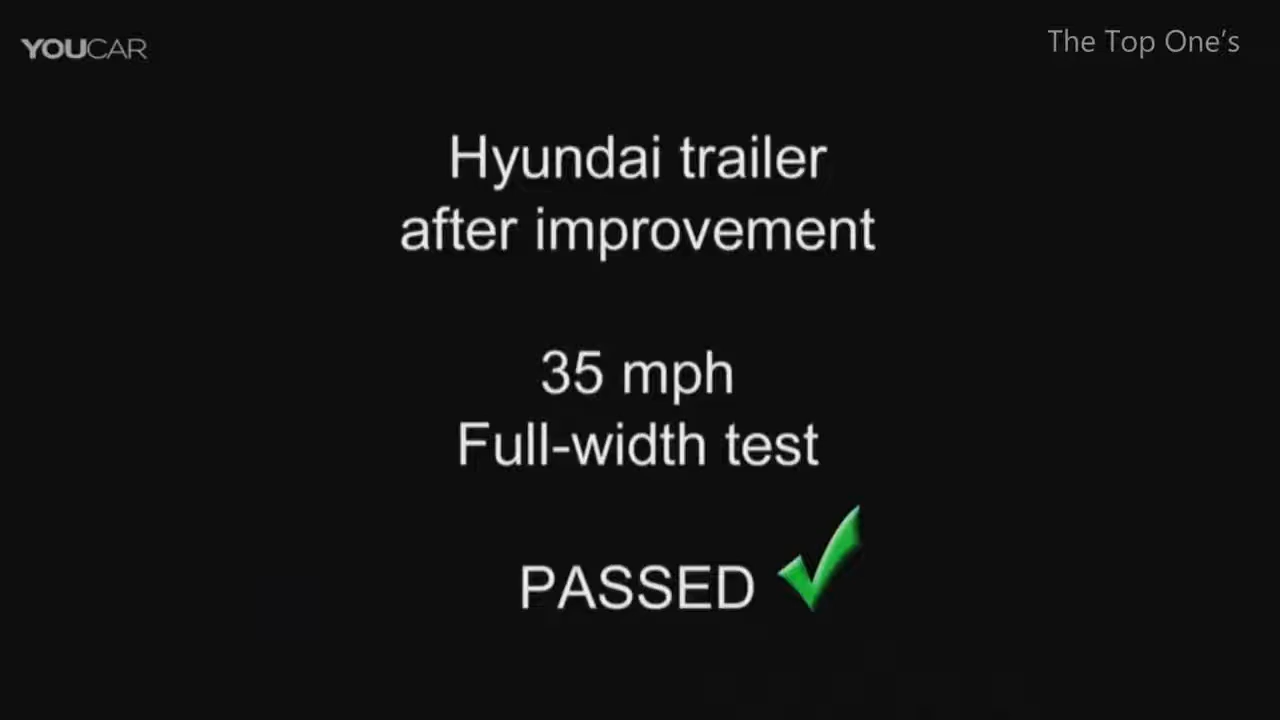 YOUCAR
The Top One's
Hyundai trailer
after improvement
35 mph
Full-width test
PASSED